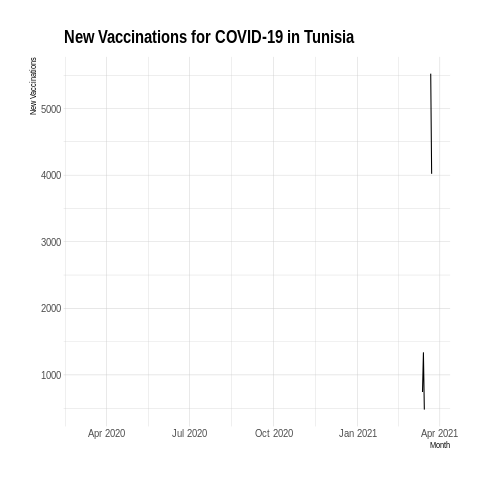 New Vaccinations for COVID-19 in Tunisia
New Vaccinations
5000
4000
3000
2000
1000
Apr 2020 Jul 2020 Oct 2020 Jan 2021 Apr 2021
Month